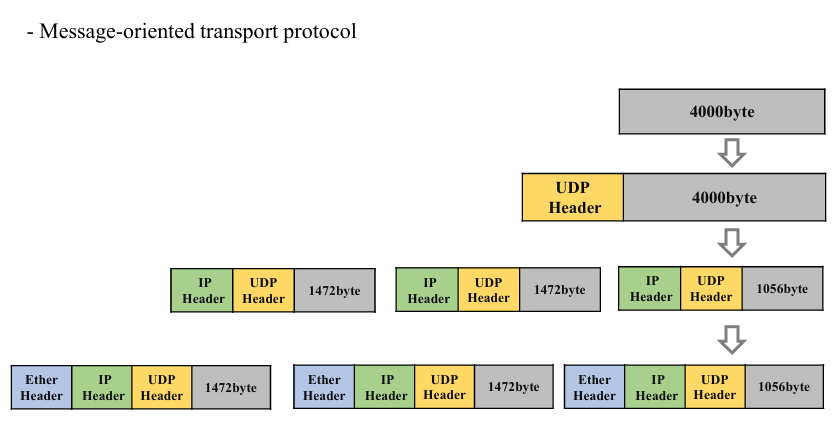 - Message-oriented transport protocol
4000byte
UDP
Header
4000byte
IP
Header
UDP
Header
1472byte
IP
Header
UDP
Header
1472byte
IP
Header
UDP
Header
1056byte
Ether
Header
IP
Header
UDP
Header
1472byte
Ether
Header
IP
Header
UDP
Header
1472byte
Ether
Header
IP
Header
UDP
Header
1056byte